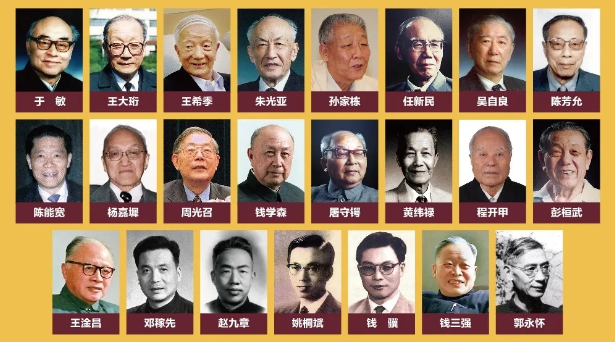 于 敏 王大珩 王希季 朱光亚 孙家栋 任新民 吴自良 陈芳允
陈能宽 杨嘉墀 周光召 钱学森 屠守锷 黄纬禄 程开甲 彭桓武
王淦昌 邓稼先 赵九章 姚桐斌 钱 骥 钱三强 郭永怀